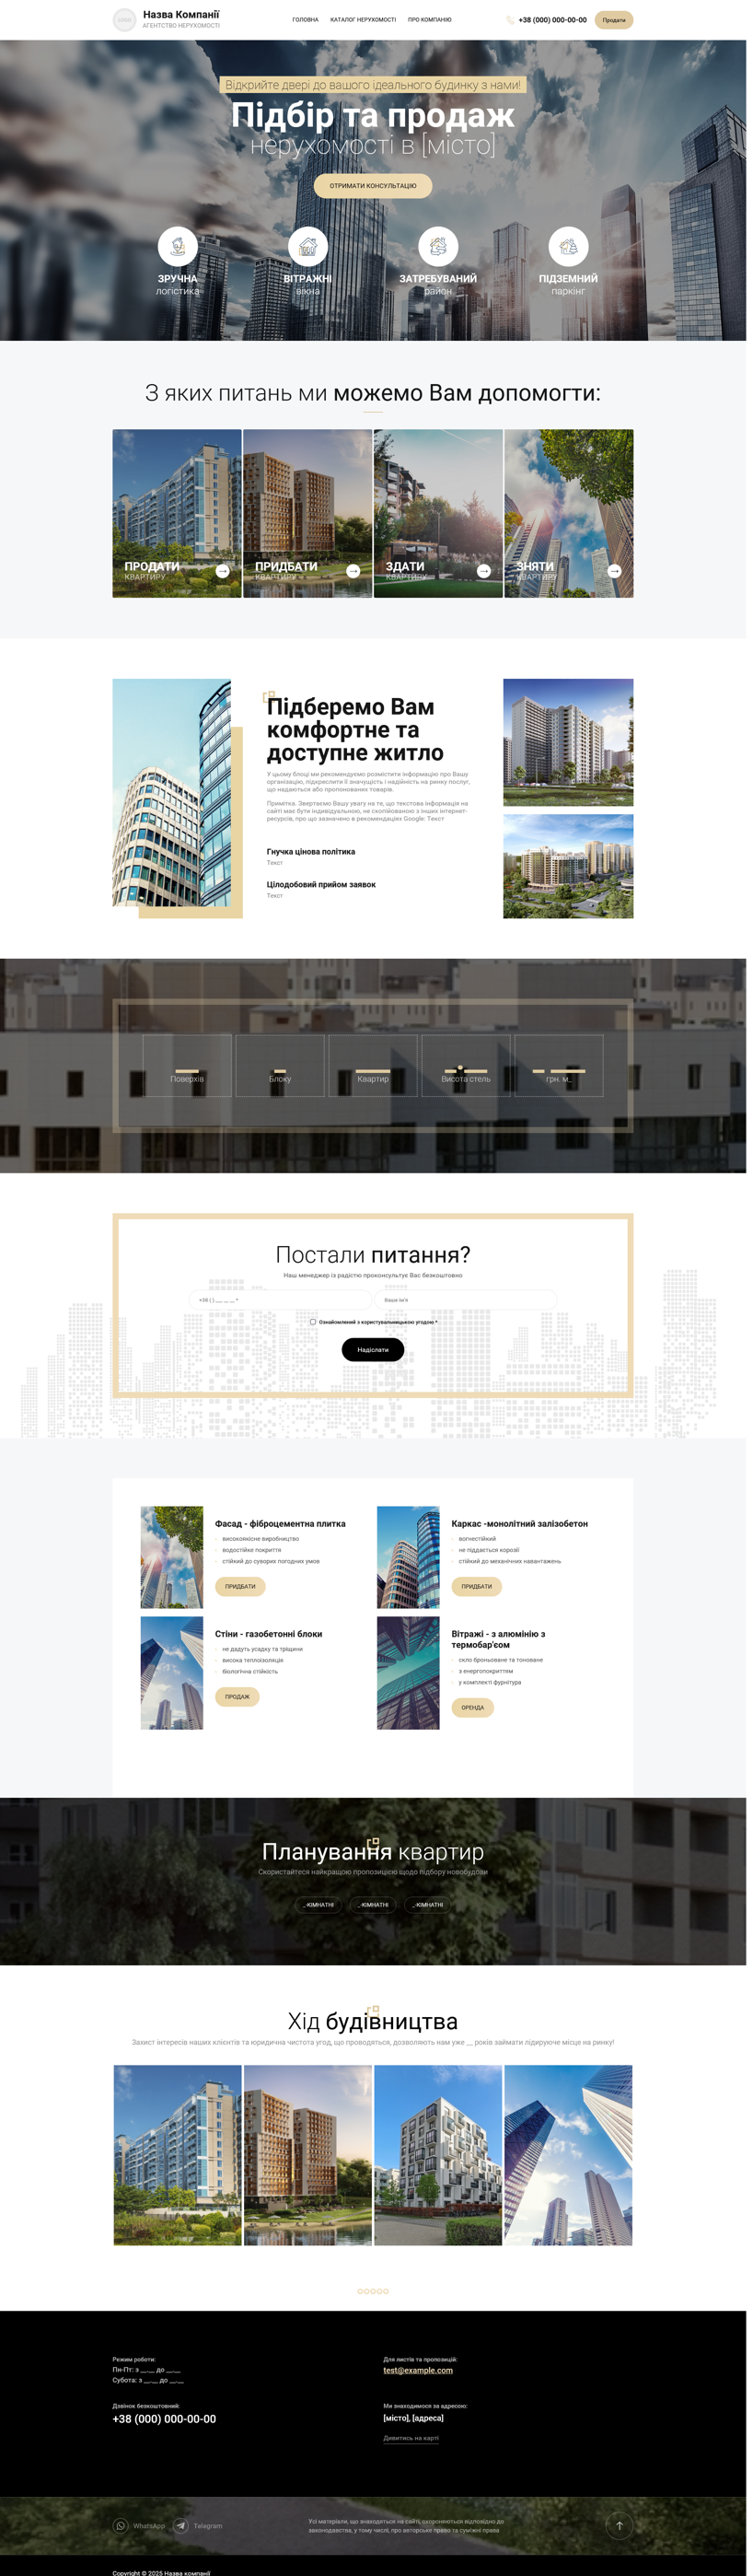 Назва Компанії
АГЕНТСТВО НЕРУХОМОСТІ
ГОЛОВНА
КАТАЛОГ НЕРУХОМОСТІ
ПРО КОМПАНІЮ
+38 (000) 000-00-00
Продати
Відкрийте двері до вашого ідеального будинку з нами!
Підбір та продаж
нерухомості в [місто]
ОТРИМАТИ КОНСУЛЬТАЦІЮ
ЗРУЧНА
логістика
ВІТРАЖНІ
вікна
ЗАТРЕБУВАНИЙ
район
ПІДЗЕМНИЙ
паркінг
З яких питань ми можемо Вам допомогти:
ПРОДАТИ
КВАРТИРУ
ПРИДБАТИ
КВАРТИРУ
ЗДАТИ
КВАРТИРУ
ЗНЯТИ
КВАРТИРУ
Підберемо Вам
комфортне та
доступне житло
У цьому блоці ми рекомендуємо розмістити інформацію про Вашу
організацію, підкреслити її значущість і надійність на ринку послуг,
що надаються або пропонованих товарів.
Примітка. Звертаємо Вашу увагу на те, що текстова інформація на
сайті має бути індивідуальною, не скопійованою з інших інтернет-
ресурсів, про що зазначено в рекомендаціях Google: Текст
Гнучка цінова політика
Текст
Цілодобовий прийом заявок
Текст
Поверхів
Блоку
Квартир
Висота стель
грн. м_
Постали питання?
Наш менеджер із радістю проконсультує Вас безкоштовно
+38 ( ) ___ __ __ *
Ваше ім'я
Ознайомлений з користувальницькою угодою *
Надіслати
Фасад - фіброцементна плитка
високоякісне виробництво
водостійке покриття
стійкий до суворих погодних умов
ПРИДБАТИ
Каркас -монолітний залізобетон
вогнестійкий
не піддається корозії
стійкий до механічних навантажень
ПРИДБАТИ
Стіни - газобетонні блоки
не дадуть усадку та тріщини
висока теплоізоляція
біологічна стійкість
ПРОДАЖ
Вітражі - з алюмінію з
термобар'єом
скло броньоване та тоноване
з енергопокриттям
у комплекті фурнітура
ОРЕНДА
Планування квартир
Скористайтеся найкращою пропозицією щодо підбору новобудови
_-КІМНАТНІ
_-КІМНАТНІ
_-КІМНАТНІ
Хід будівництва
Захист інтересів наших клієнтів та юридична чистота угод, що проводяться, дозволяють нам уже __ років займати лідируюче місце на ринку!
Режим роботи:
Пн-Пт: з __-__ до __-__
Субота: з __-__ до __-__
Дзвінок безкоштовний:
+38 (000) 000-00-00
Для листів та пропозицій:
test@example.com
Ми знаходимося за адресою:
[місто], [адреса]
Дивитись на карті
WhatsApp
Telegram
Усі матеріали, що знаходяться на сайті, охороняються відповідно до
законодавства, у тому числі, про авторське право та суміжні права
Copyright © 2025 Назва компанії